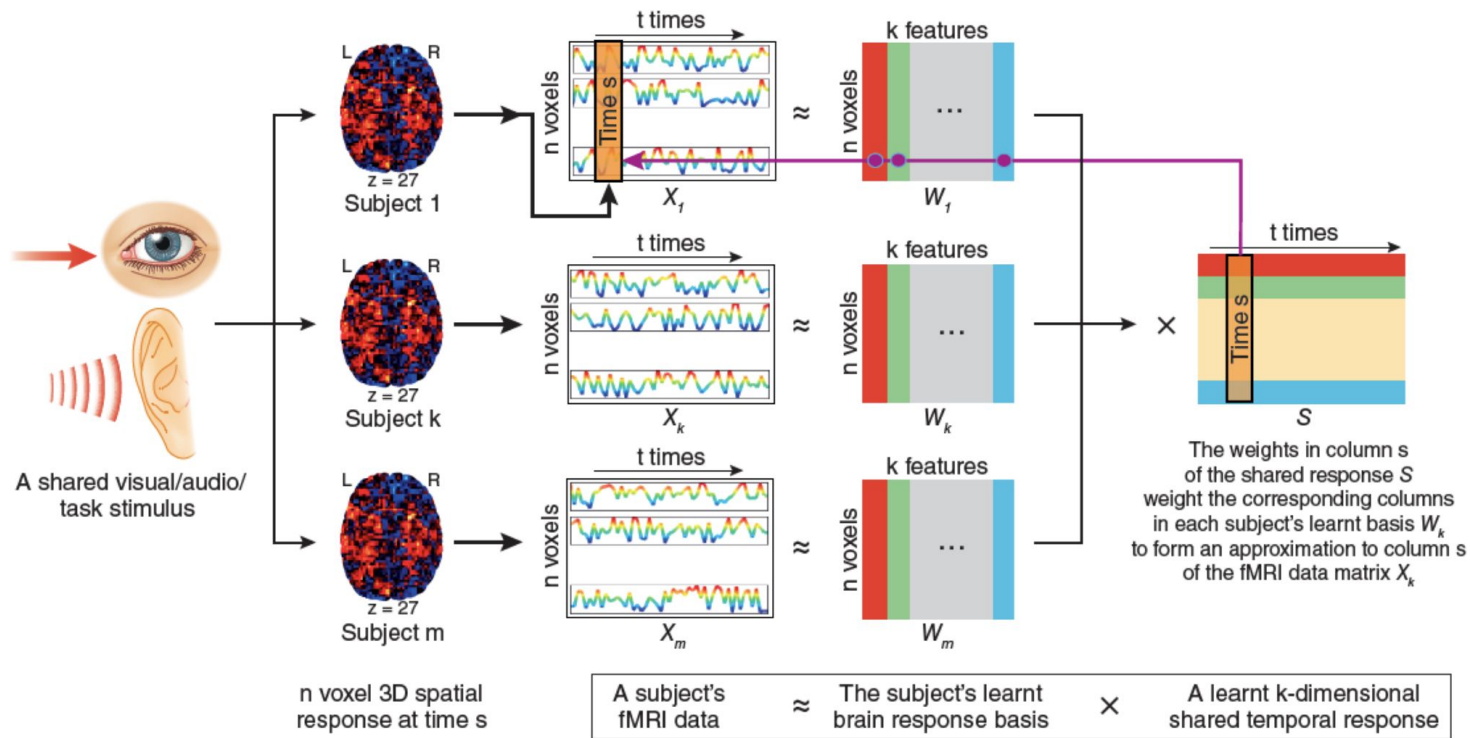 A shared visual/audio/
task stimulus
L R
z = 27
Subject 1
L R
z = 27
Subject k
L R
z = 27
Subject m
n voxel 3D spatial
response at time s
t times
n voxels
Time s
X₁
≈
k features
n voxels
...
W₁
t times
n voxels
Xₖ
≈
k features
n voxels
...
Wₖ
t times
n voxels
Xₘ
≈
k features
n voxels
...
Wₘ
×
t times
Time s
S
The weights in column s
of the shared response S
weight the corresponding columns
in each subject's learnt basis Wₖ
to form an approximation to column s
of the fMRI data matrix Xₖ
A subject's
fMRI data
≈
The subject's learnt
brain response basis
×
A learnt k-dimensional
shared temporal response